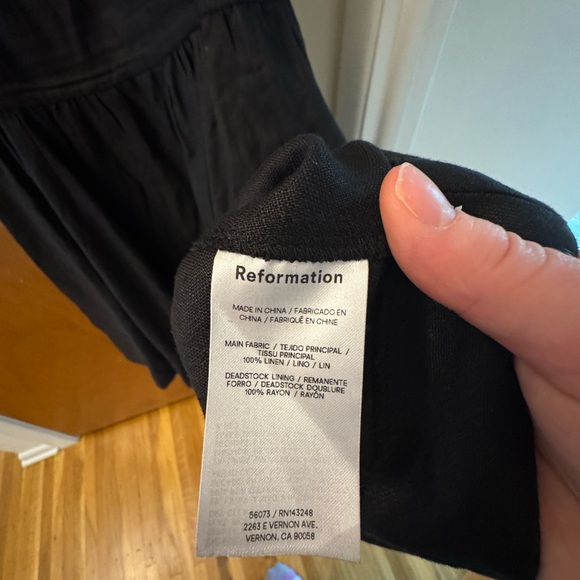 Reformation
MADE IN CHINA / FABRICADO EN
CHINA / FABRIQUÉ EN CHINE
MAIN FABRIC / TEJIDO PRINCIPAL /
TISSU PRINCIPAL
100% LINEN / LINO / LIN
DEADSTOCK LINING / REMANENTE
FORRO / DEADSTOCK DOUBLURE
100% RAYON / RAYÓN
56073 / RN143248
2263 E VERNON AVE.
VERNON, CA 90058